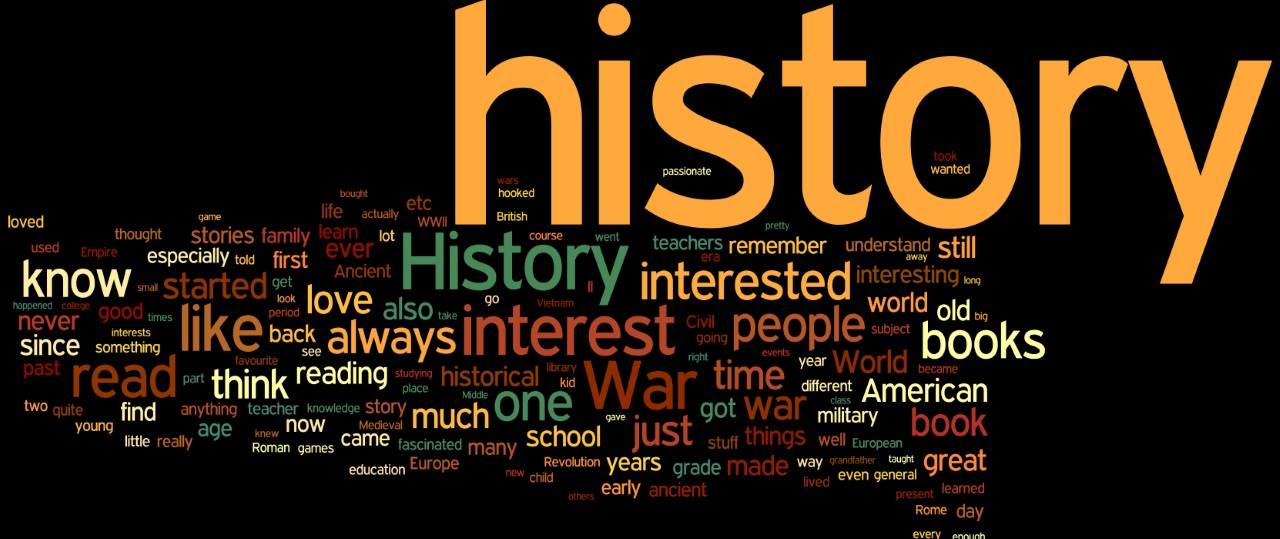 history
passionate
took
wanted
wars
hooked
British
bought
etc
life
actually
WWII
loved
game
thought
stories
family
learn
lot
ever
History
course
went
pretty
teachers
remember
understand
still
away
used
Empire
especially
told
first
era
Ancient
II
interested
interesting
long
know
small
started
get
look
love
go
Vietnam
world
old
big
happened
college
times
good
period
also
take
never
like
back
always
interest
Civil
going
people
subject
books
since
interests
something
see
favourite
reading
studying
historical
library
kid
right
events
year
World
became
past
read
part
think
place
Middle
one
War
time
different
class
American
two
quite
find
anything
teacher
knowledge
story
Medieval
much
gave
got
war
military
book
young
age
knew
now
came
fascinated
many
school
just
stuff
things
well
European
little
really
Roman
games
education
Europe
new
child
Revolution
years
grade
made
way
grandfather
taught
great
even
general
lived
early
ancient
others
present
learned
Rome
day
every
enough